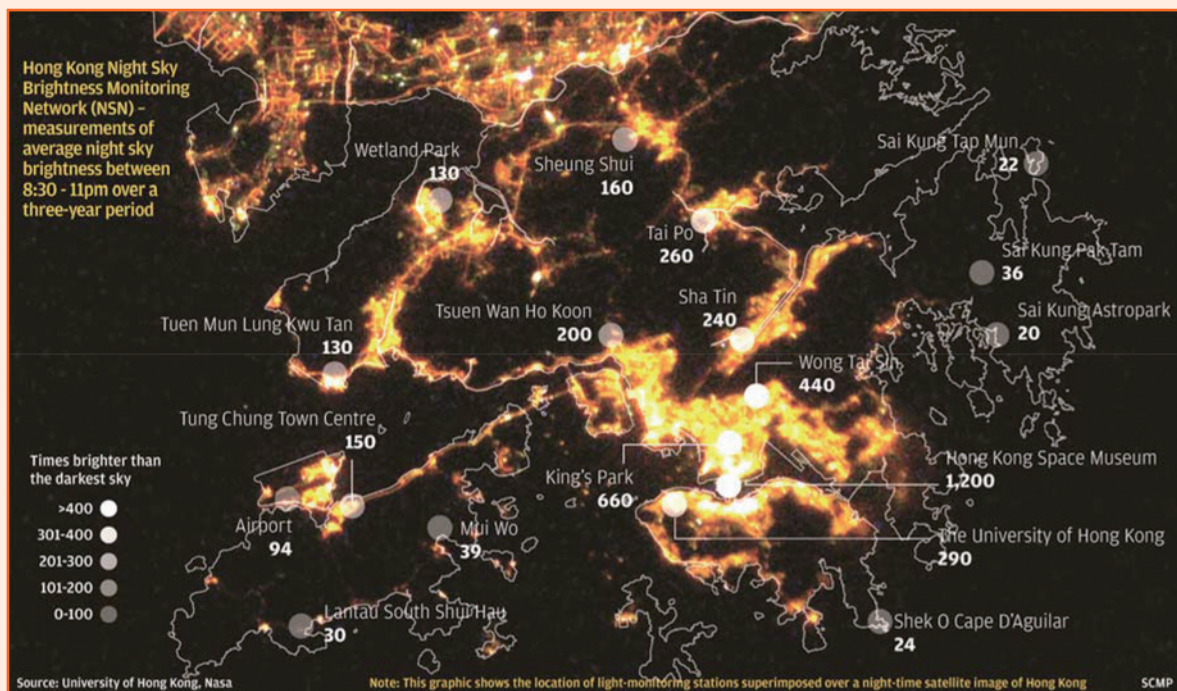 Hong Kong Night Sky
Brightness Monitoring
Network (NSN) –
measurements of
average night sky
brightness between
8:30 - 11pm over a
three-year period
Wetland Park
130
Sheung Shui
160
Sai Kung Tap Mun
22
Tai Po
260
Sai Kung Pak Tam
36
Sha Tin
240
Tsuen Wan Ho Koon
200
Sai Kung Astropark
20
Tuen Mun Lung Kwu Tan
130
Wong Tai Sin
440
Tung Chung Town Centre
150
King's Park
660
Hong Kong Space Museum
1,200
Airport
94
Mui Wo
39
The University of Hong Kong
290
Lantau South Shui Hau
30
Shek O Cape D'Aguilar
24
Times brighter than
the darkest sky
>400
301-400
201-300
101-200
0-100
Source: University of Hong Kong, Nasa
Note: This graphic shows the location of light-monitoring stations superimposed over a night-time satellite image of Hong Kong
SCMP